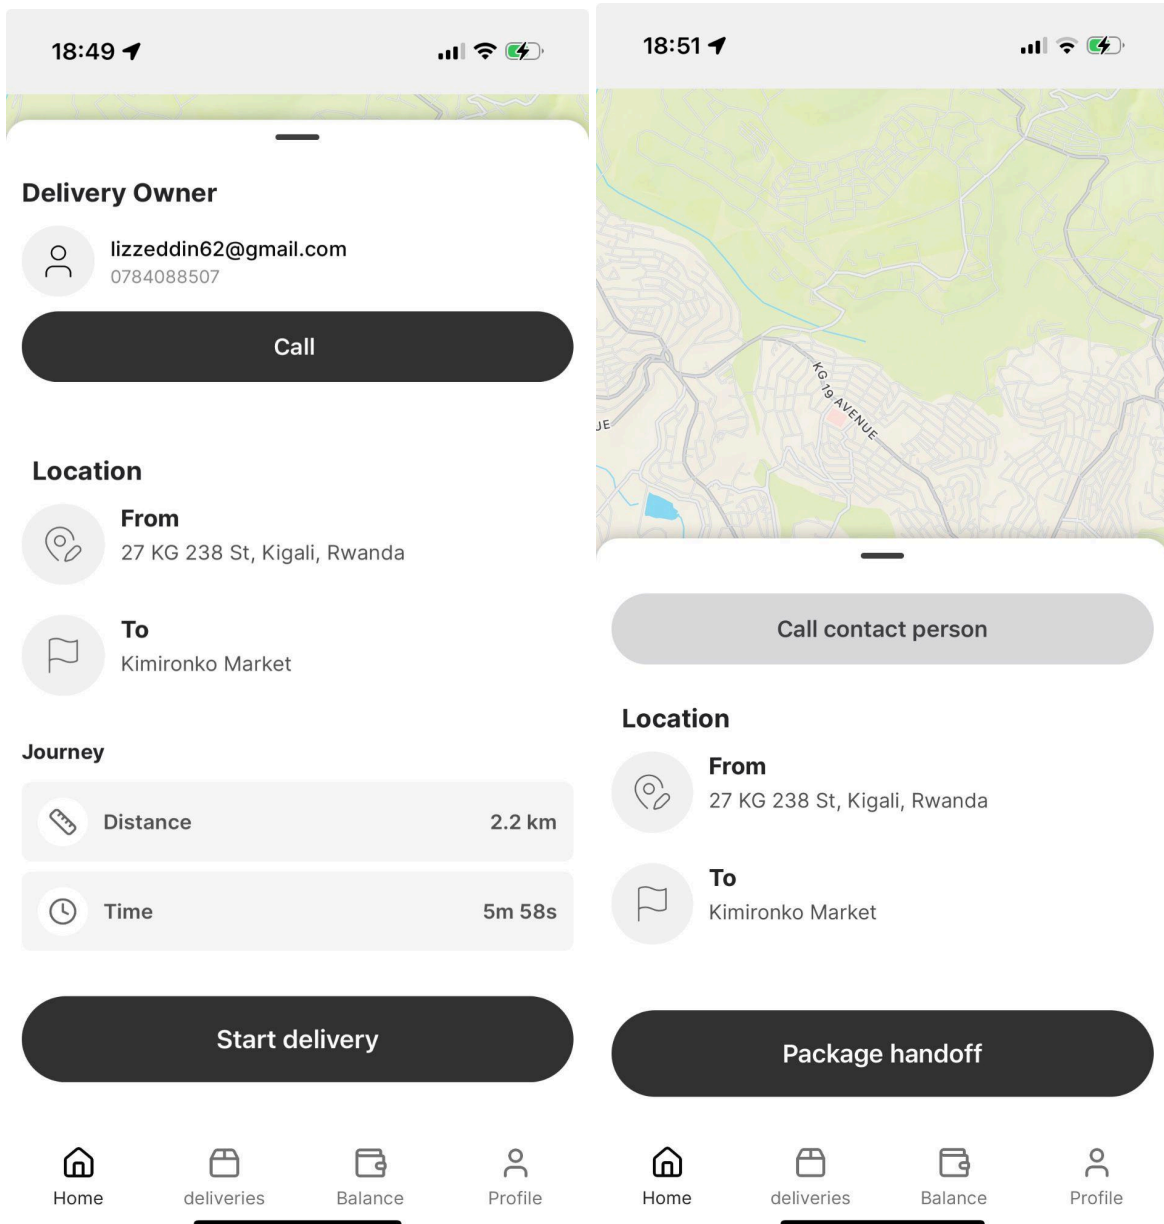 18:49
Delivery Owner
lizzeddin62@gmail.com
0784088507
Call
Location
From
27 KG 238 St, Kigali, Rwanda
To
Kimironko Market
Journey
Distance 2.2 km
Time 5m 58s
Start delivery
Home deliveries Balance Profile
18:51
KG 19 AVENUE
UE
Call contact person
Location
From
27 KG 238 St, Kigali, Rwanda
To
Kimironko Market
Package handoff
Home deliveries Balance Profile